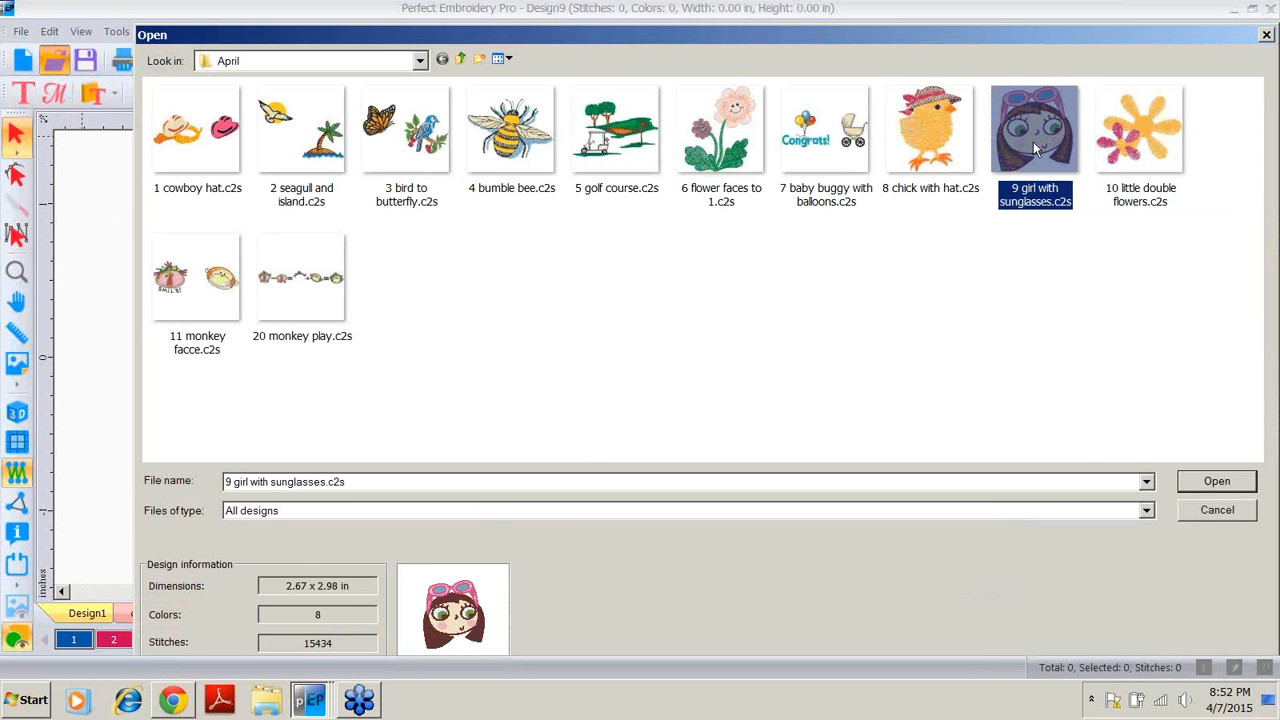 Perfect Embroidery Pro - Design9 (Stitches: 0, Colors: 0, Width: 0.00 in, Height: 0.00 in)
File Edit View Tools
Open
Look in: April
Congrats!
1 cowboy hat.c2s
2 seagull and
island.c2s
3 bird to
butterfly.c2s
4 bumble bee.c2s
5 golf course.c2s
6 flower faces to
1.c2s
7 baby buggy with
balloons.c2s
8 chick with hat.c2s
9 girl with
sunglasses.c2s
10 little double
flowers.c2s
SMILE!
11 monkey
facce.c2s
20 monkey play.c2s
3D
0
inches
File name: 9 girl with sunglasses.c2s
Open
Files of type: All designs
Cancel
Design information
Dimensions: 2.67 x 2.98 in
Colors: 8
Stitches: 15434
Design1
1 2
Total: 0, Selected: 0, Stitches: 0
Start
pEP
8:52 PM
4/7/2015